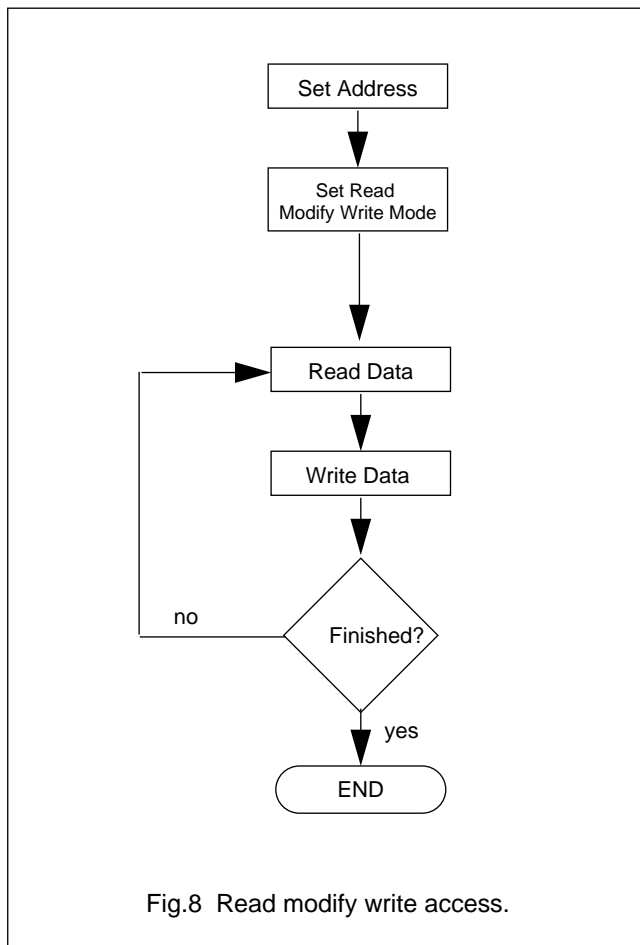 Set Address
Set Read
Modify Write Mode
Read Data
Write Data
Finished?
no
yes
END
Fig.8 Read modify write access.